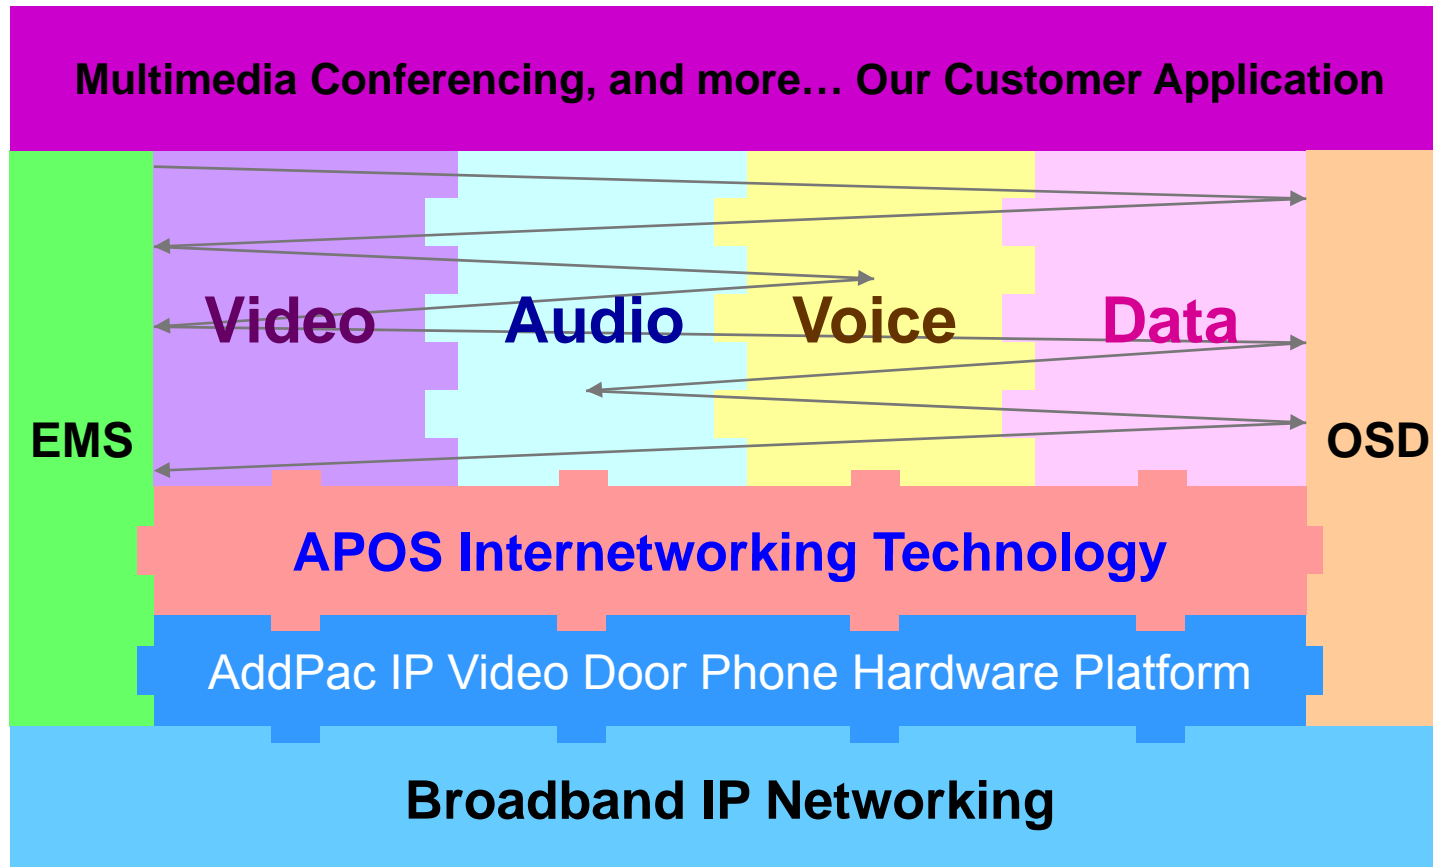 Multimedia Conferencing, and more… Our Customer Application
Video Audio Voice Data
EMS
OSD
APOS Internetworking Technology
AddPac IP Video Door Phone Hardware Platform
Broadband IP Networking